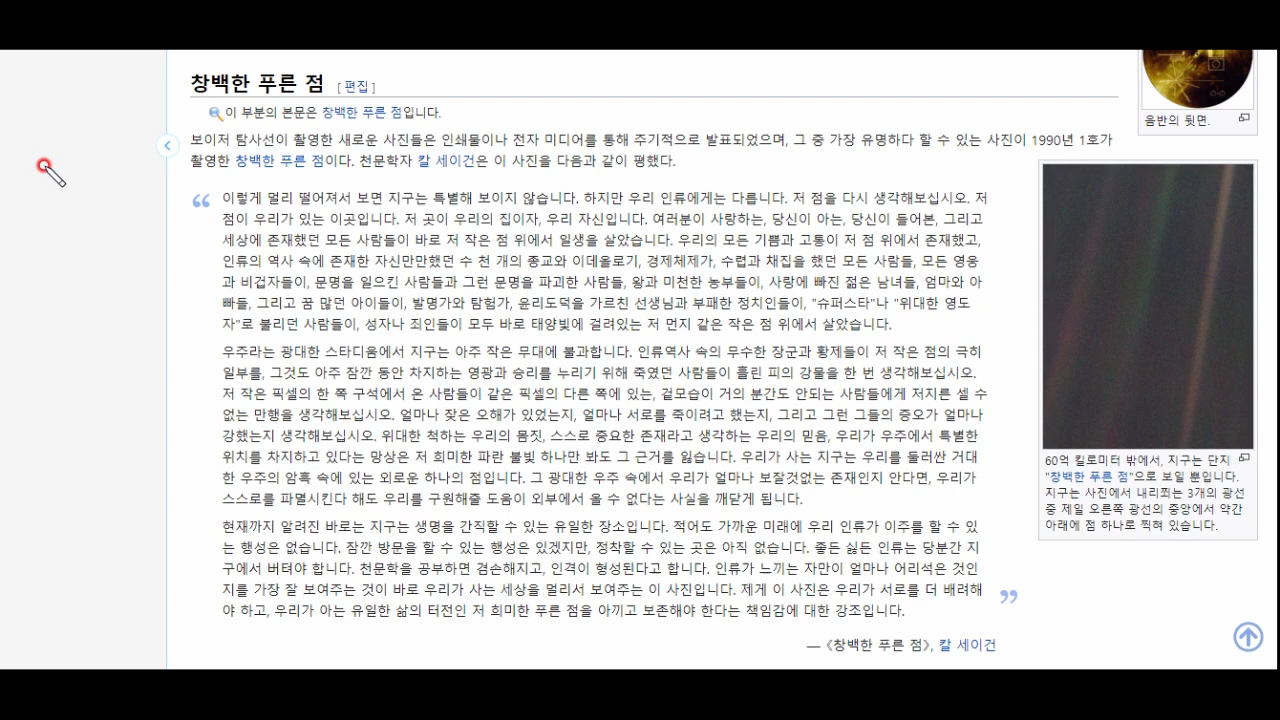 창백한 푸른 점 [ 편집 ]
이 부분의 본문은 창백한 푸른 점입니다.
보이저 탐사선이 촬영한 새로운 사진들은 인쇄물이나 전자 미디어를 통해 주기적으로 발표되었으며, 그 중 가장 유명하다 할 수 있는 사진이 1990년 1호가
촬영한 창백한 푸른 점이다. 천문학자 칼 세이건은 이 사진을 다음과 같이 평했다.
“
이렇게 멀리 떨어져서 보면 지구는 특별해 보이지 않습니다. 하지만 우리 인류에게는 다릅니다. 저 점을 다시 생각해보십시오. 저
점이 우리가 있는 이곳입니다. 저 곳이 우리의 집이자, 우리 자신입니다. 여러분이 사랑하는, 당신이 아는, 당신이 들어본, 그리고
세상에 존재했던 모든 사람들이 바로 저 작은 점 위에서 일생을 살았습니다. 우리의 모든 기쁨과 고통이 저 점 위에서 존재했고,
인류의 역사 속에 존재한 자신만만했던 수 천 개의 종교와 이데올로기, 경제체제가, 수렵과 채집을 했던 모든 사람들, 모든 영웅
과 비겁자들이, 문명을 일으킨 사람들과 그런 문명을 파괴한 사람들, 왕과 미천한 농부들이, 사랑에 빠진 젊은 남녀들, 엄마와 아
빠들, 그리고 꿈 많던 아이들이, 발명가와 탐험가, 윤리도덕을 가르친 선생님과 부패한 정치인들이, "슈퍼스타"나 "위대한 영도
자"로 불리던 사람들이, 성자나 죄인들이 모두 바로 태양빛에 걸려있는 저 먼지 같은 작은 점 위에서 살았습니다.
우주라는 광대한 스타디움에서 지구는 아주 작은 무대에 불과합니다. 인류역사 속의 무수한 장군과 황제들이 저 작은 점의 극히
일부를, 그것도 아주 잠깐 동안 차지하는 영광과 승리를 누리기 위해 죽였던 사람들이 흘린 피의 강물을 한 번 생각해보십시오.
저 작은 픽셀의 한 쪽 구석에서 온 사람들이 같은 픽셀의 다른 쪽에 있는, 겉모습이 거의 분간도 안되는 사람들에게 저지른 셀 수
없는 만행을 생각해보십시오. 얼마나 잦은 오해가 있었는지, 얼마나 서로를 죽이려고 했는지, 그리고 그런 그들의 증오가 얼마나
강했는지 생각해보십시오. 위대한 척하는 우리의 몸짓, 스스로 중요한 존재라고 생각하는 우리의 믿음, 우리가 우주에서 특별한
위치를 차지하고 있다는 망상은 저 희미한 파란 불빛 하나만 봐도 그 근거를 잃습니다. 우리가 사는 지구는 우리를 둘러싼 거대
한 우주의 암흑 속에 있는 외로운 하나의 점입니다. 그 광대한 우주 속에서 우리가 얼마나 보잘것없는 존재인지 안다면, 우리가
스스로를 파멸시킨다 해도 우리를 구원해줄 도움이 외부에서 올 수 없다는 사실을 깨닫게 됩니다.
현재까지 알려진 바로는 지구는 생명을 간직할 수 있는 유일한 장소입니다. 적어도 가까운 미래에 우리 인류가 이주를 할 수 있
는 행성은 없습니다. 잠깐 방문을 할 수 있는 행성은 있겠지만, 정착할 수 있는 곳은 아직 없습니다. 좋든 싫든 인류는 당분간 지
구에서 버텨야 합니다. 천문학을 공부하면 겸손해지고, 인격이 형성된다고 합니다. 인류가 느끼는 자만이 얼마나 어리석은 것인
지를 가장 잘 보여주는 것이 바로 우리가 사는 세상을 멀리서 보여주는 이 사진입니다. 제게 이 사진은 우리가 서로를 더 배려해
야 하고, 우리가 아는 유일한 삶의 터전인 저 희미한 푸른 점을 아끼고 보존해야 한다는 책임감에 대한 강조입니다.
”
— 《창백한 푸른 점》, 칼 세이건
음반의 뒷면.
60억 킬로미터 밖에서, 지구는 단지
"창백한 푸른 점"으로 보일 뿐입니다.
지구는 사진에서 내리쬐는 3개의 광선
중 제일 오른쪽 광선의 중앙에서 약간
아래에 점 하나로 찍혀 있습니다.